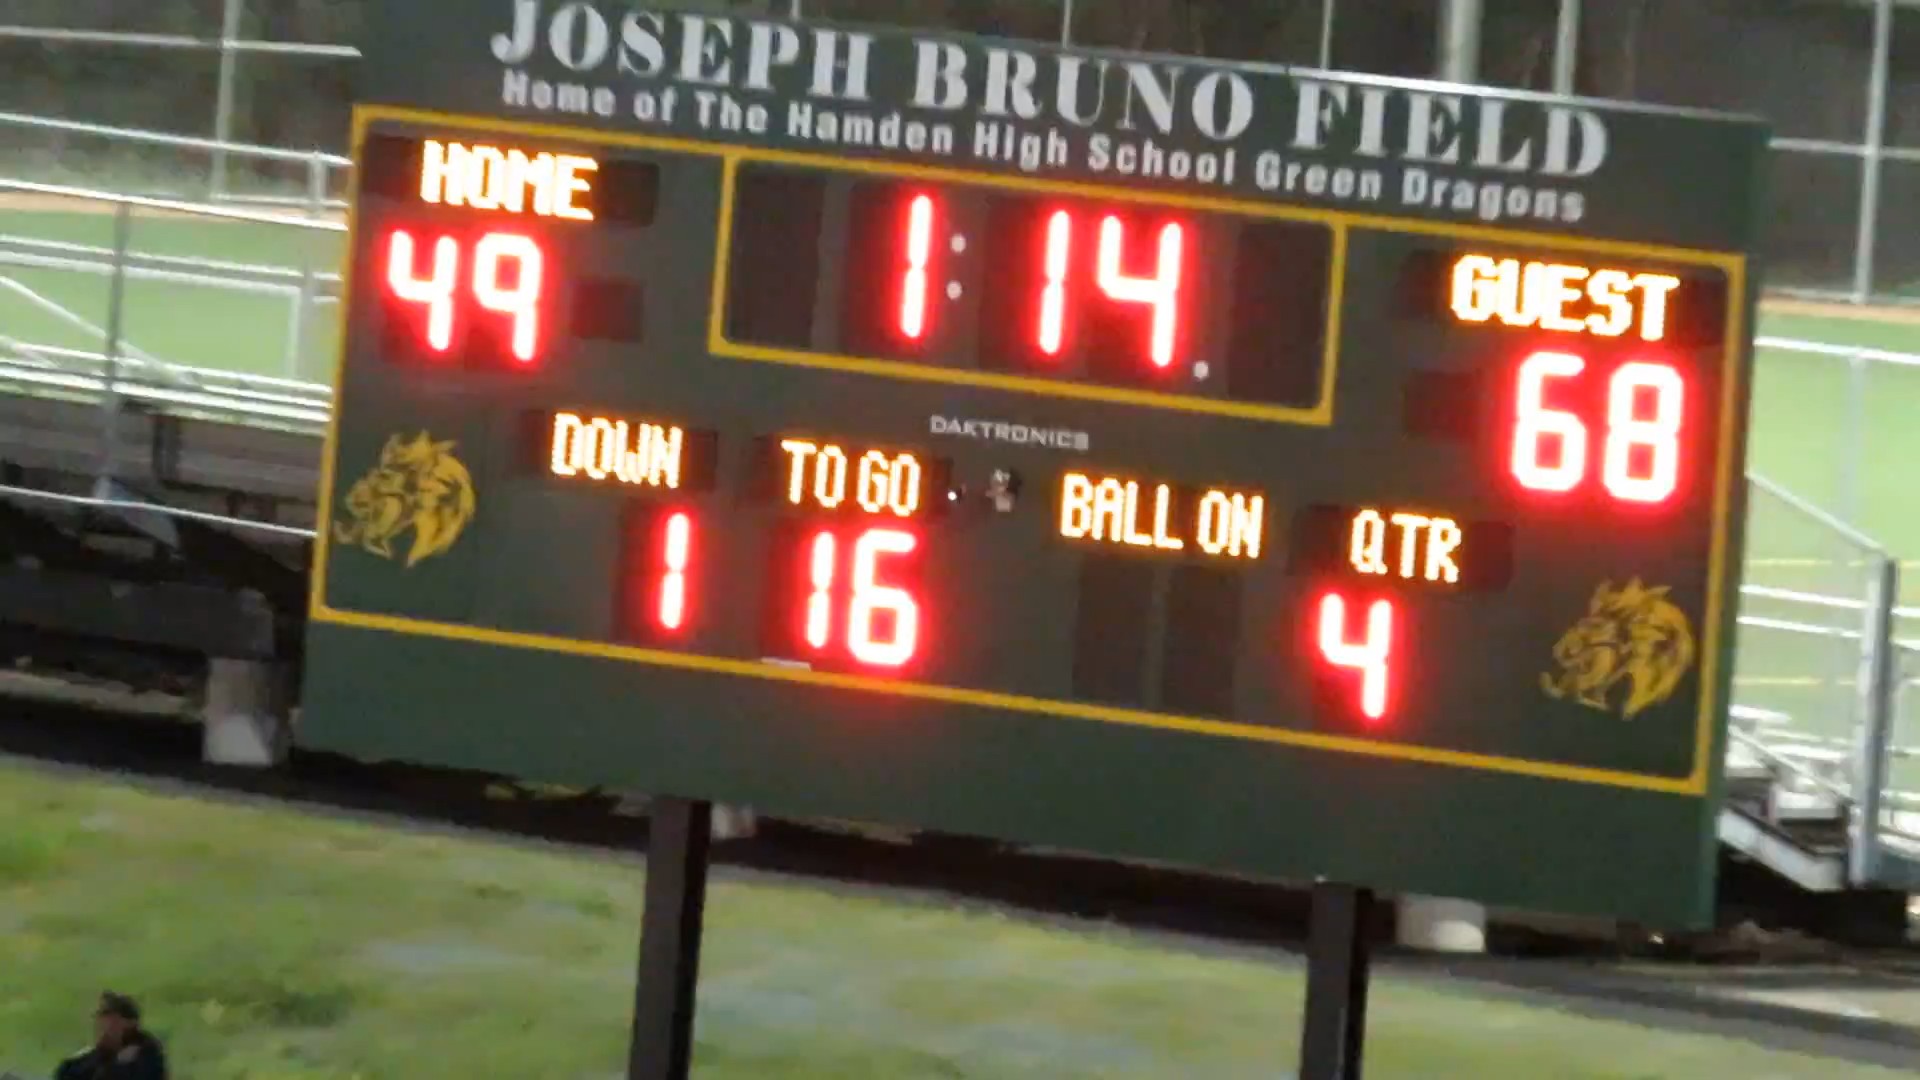 JOSEPH BRUNO FIELD
Home of The Hamden High School Green Dragons
HOME
49
1:14
GUEST
68
DAKTRONICS
DOWN
1
TO GO
16
BALL ON
QTR
4